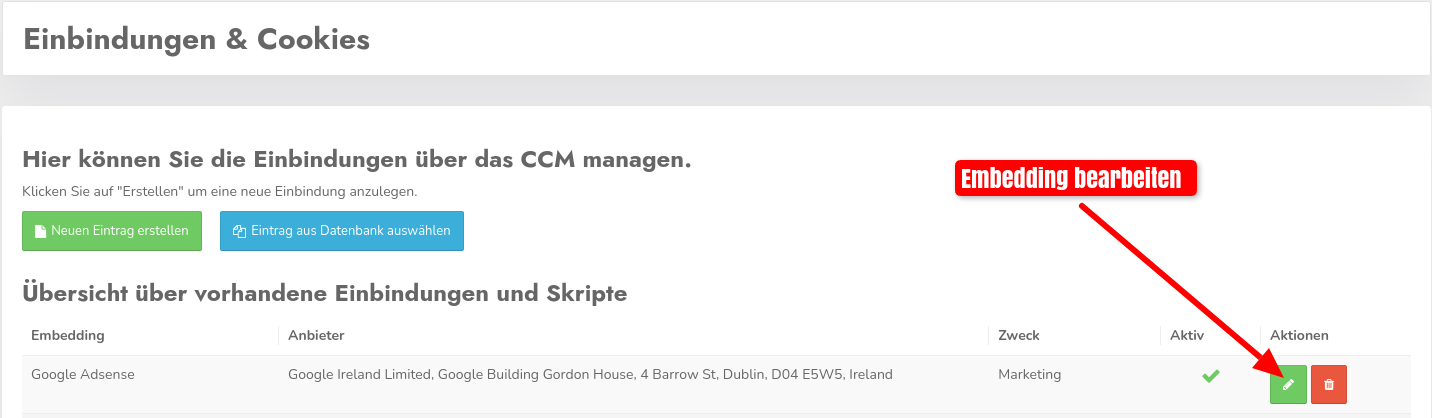 Einbindungen & Cookies
Hier können Sie die Einbindungen über das CCM managen.
Klicken Sie auf "Erstellen" um eine neue Einbindung anzulegen.
Embedding bearbeiten
Neuen Eintrag erstellen Eintrag aus Datenbank auswählen
Übersicht über vorhandene Einbindungen und Skripte
Embedding Anbieter Zweck Aktiv Aktionen
Google Adsense Google Ireland Limited, Google Building Gordon House, 4 Barrow St, Dublin, D04 E5W5, Ireland Marketing